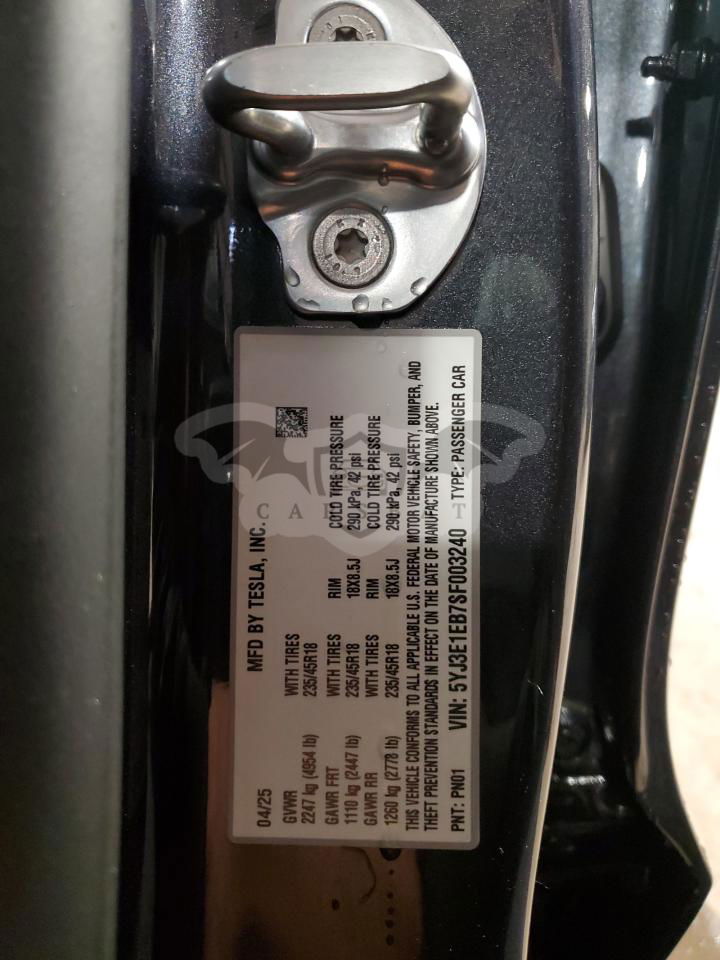 04/25 MFD BY TESLA, INC.
GVWR WITH TIRES
2247 kg (4954 lb) 235/45R18
GAWR FRT RIM COLD TIRE PRESSURE
1110 kg (2447 lb) 235/45R18 18X8.5J 290 kPa, 42 psi
GAWR RR WITH TIRES RIM COLD TIRE PRESSURE
1260 kg (2778 lb) 235/45R18 18X8.5J 290 kPa, 42 psi
THIS VEHICLE CONFORMS TO ALL APPLICABLE U.S. FEDERAL MOTOR VEHICLE SAFETY, BUMPER, AND
THEFT PREVENTION STANDARDS IN EFFECT ON THE DATE OF MANUFACTURE SHOWN ABOVE.
PNT: PN01 VIN: 5YJ3E1EB7SF003240 TYPE: PASSENGER CAR